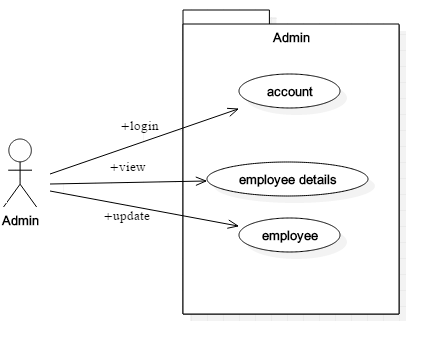 Admin
account
+login
+view
employee details
+update
Admin
employee